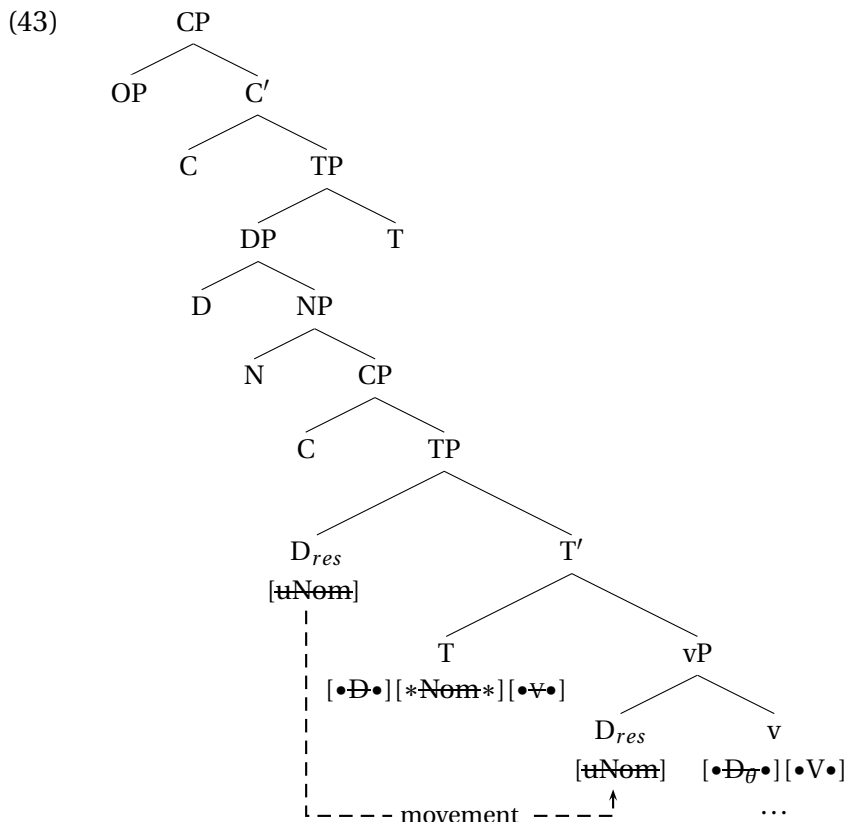 (43) CP
OP C′
C TP
DP T
D NP
N CP
C TP
D_res T′
[uNom]
T vP
[•D•][∗Nom∗][•v•]
D_res v
[uNom] [•D_θ•][•V•]
movement …